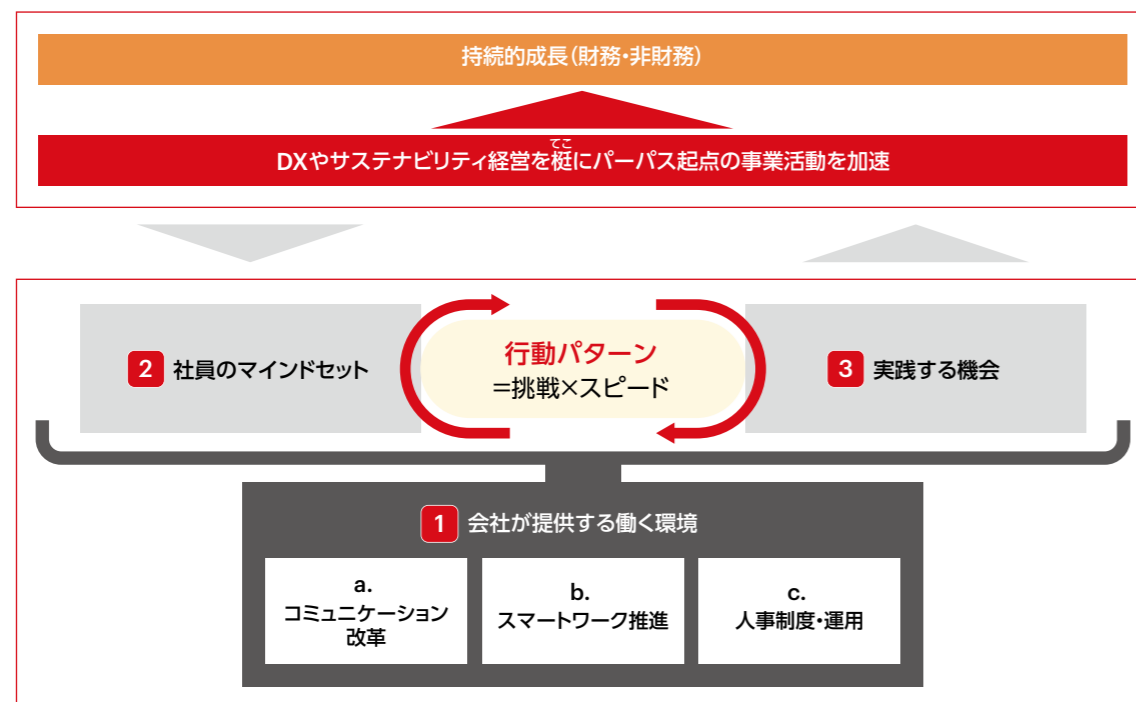 持続的成長（財務・非財務）
てこ
DXやサステナビリティ経営を梃にパーパス起点の事業活動を加速
2 社員のマインドセット
行動パターン
=挑戦×スピード
3 実践する機会
1 会社が提供する働く環境
a.
コミュニケーション
改革
b.
スマートワーク推進
c.
人事制度・運用